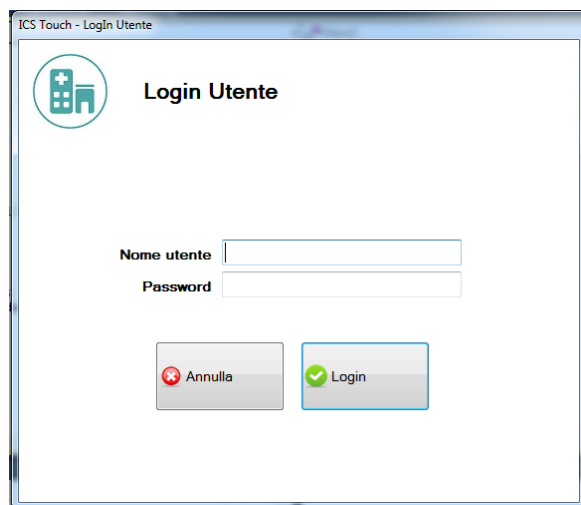 ICS Touch - LogIn Utente
Login Utente
Nome utente
Password
Annulla
Login